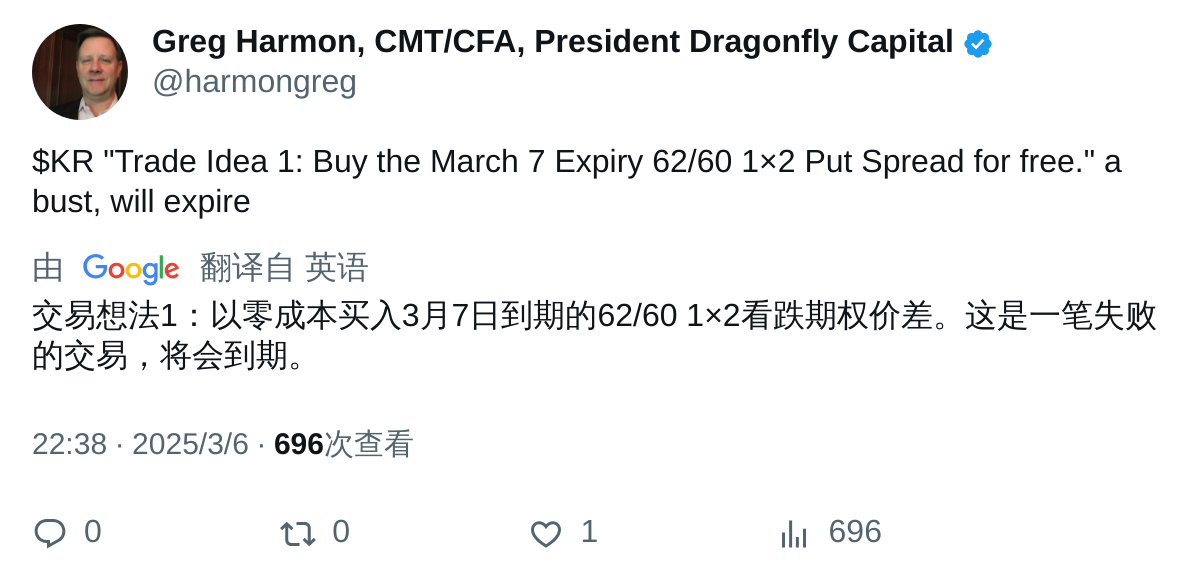 Greg Harmon, CMT/CFA, President Dragonfly Capital
@harmongreg
$KR "Trade Idea 1: Buy the March 7 Expiry 62/60 1×2 Put Spread for free." a
bust, will expire
由 Google 翻译自 英语
交易想法1：以零成本买入3月7日到期的62/60 1×2看跌期权价差。这是一笔失败
的交易，将会到期。
22:38 · 2025/3/6 · 696次查看
0 0 1 696